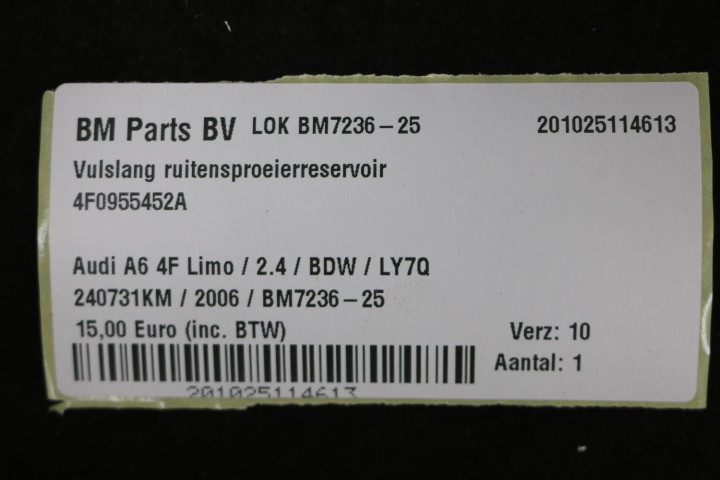 BM Parts BV LOK BM7236-25 201025114613
Vulslang ruitensproeierreservoir
4F0955452A
Audi A6 4F Limo / 2.4 / BDW / LY7Q
240731KM / 2006 / BM7236-25
15,00 Euro (inc. BTW) Verz: 10
Aantal: 1
201025114613